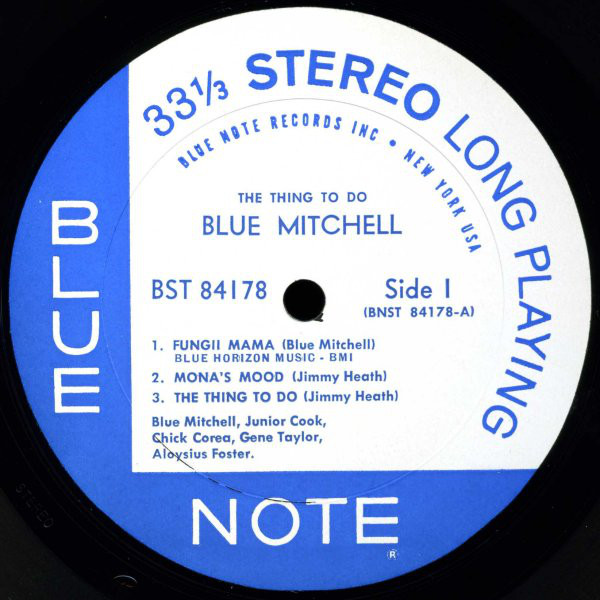 33 1/3 STEREO LONG PLAYING
BLUE NOTE RECORDS INC • NEW YORK USA
THE THING TO DO
BLUE MITCHELL
BST 84178
Side 1
(BNST 84178-A)
1. FUNGII MAMA (Blue Mitchell)
BLUE HORIZON MUSIC - BMI
2. MONA'S MOOD (Jimmy Heath)
3. THE THING TO DO (Jimmy Heath)
Blue Mitchell, Junior Cook,
Chick Corea, Gene Taylor,
Aloysius Foster.
BLUE
NOTE
®